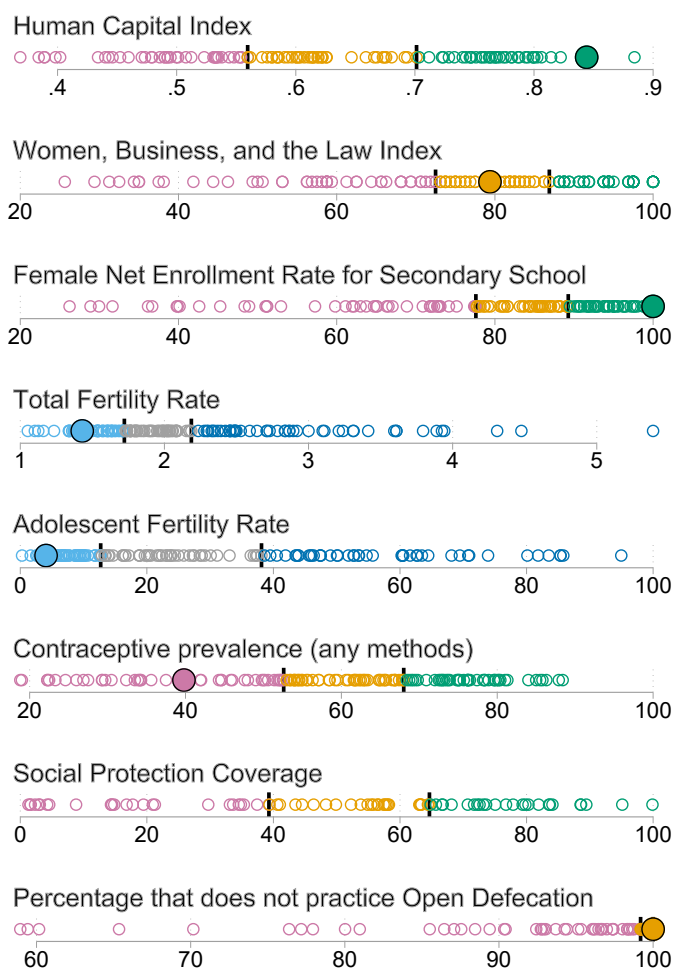 Human Capital Index
.4 .5 .6 .7 .8 .9
Women, Business, and the Law Index
20 40 60 80 100
Female Net Enrollment Rate for Secondary School
20 40 60 80 100
Total Fertility Rate
1 2 3 4 5
Adolescent Fertility Rate
0 20 40 60 80 100
Contraceptive prevalence (any methods)
20 40 60 80 100
Social Protection Coverage
0 20 40 60 80 100
Percentage that does not practice Open Defecation
60 70 80 90 100